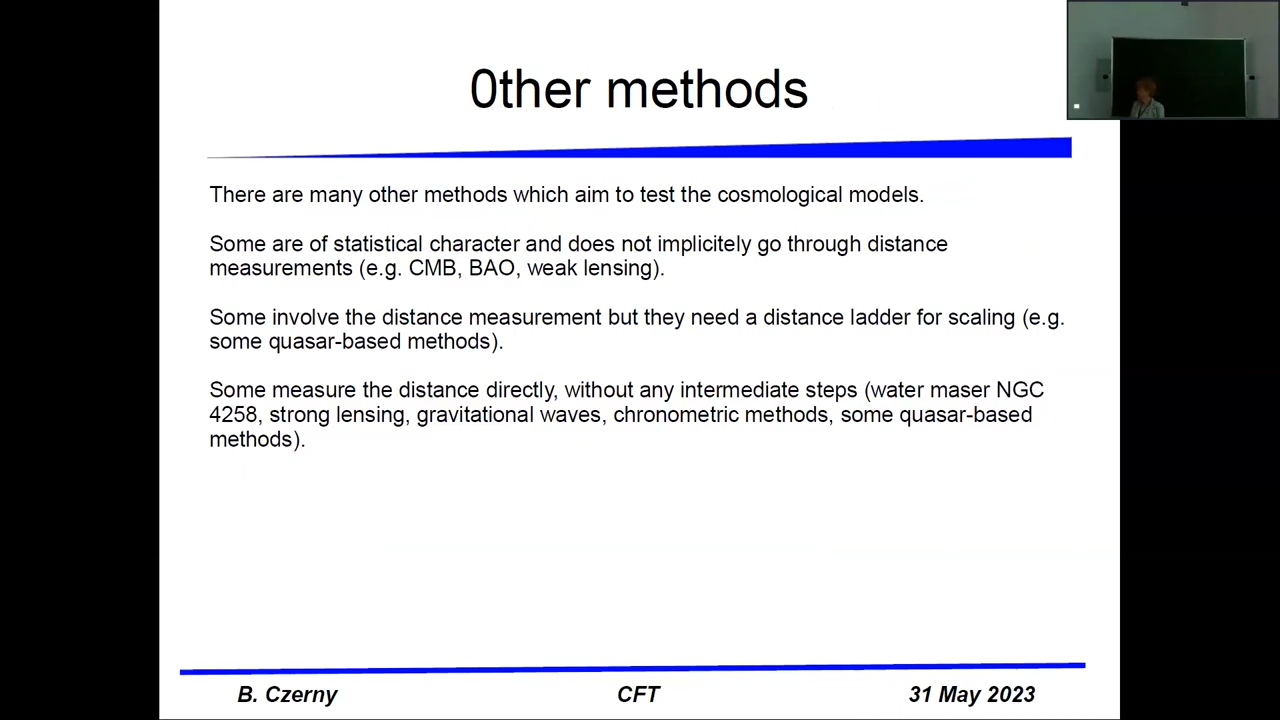 0ther methods
There are many other methods which aim to test the cosmological models.
Some are of statistical character and does not implicitely go through distance
measurements (e.g. CMB, BAO, weak lensing).
Some involve the distance measurement but they need a distance ladder for scaling (e.g.
some quasar-based methods).
Some measure the distance directly, without any intermediate steps (water maser NGC
4258, strong lensing, gravitational waves, chronometric methods, some quasar-based
methods).
B. Czerny CFT 31 May 2023